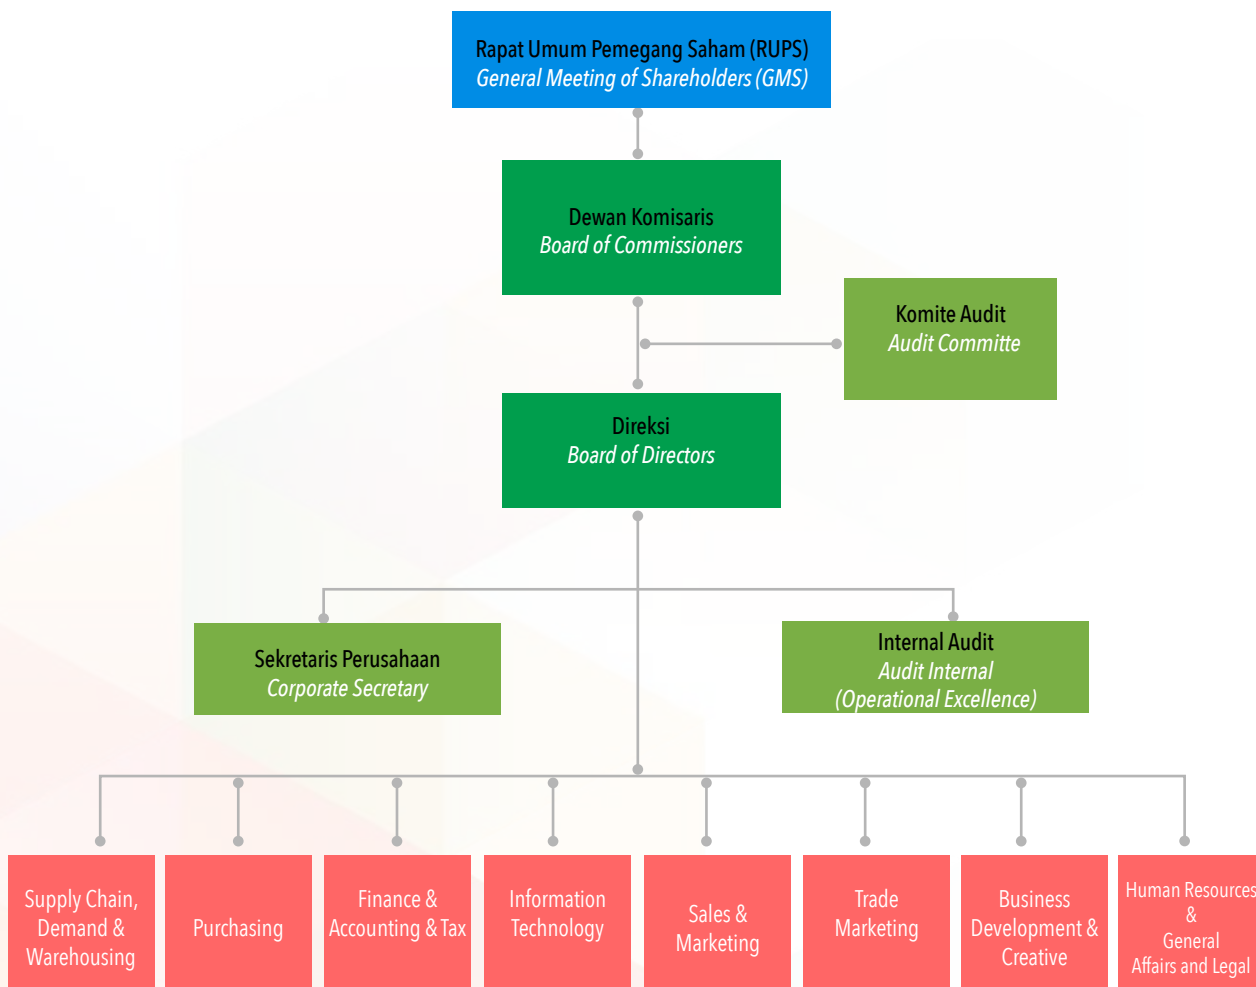 Rapat Umum Pemegang Saham (RUPS)
General Meeting of Shareholders (GMS)
Dewan Komisaris
Board of Commissioners
Komite Audit
Audit Committe
Direksi
Board of Directors
Sekretaris Perusahaan
Corporate Secretary
Internal Audit
Audit Internal
(Operational Excellence)
Supply Chain,
Demand &
Warehousing
Purchasing
Finance &
Accounting & Tax
Information
Technology
Sales &
Marketing
Trade
Marketing
Business
Development &
Creative
Human Resources
&
General
Affairs and Legal